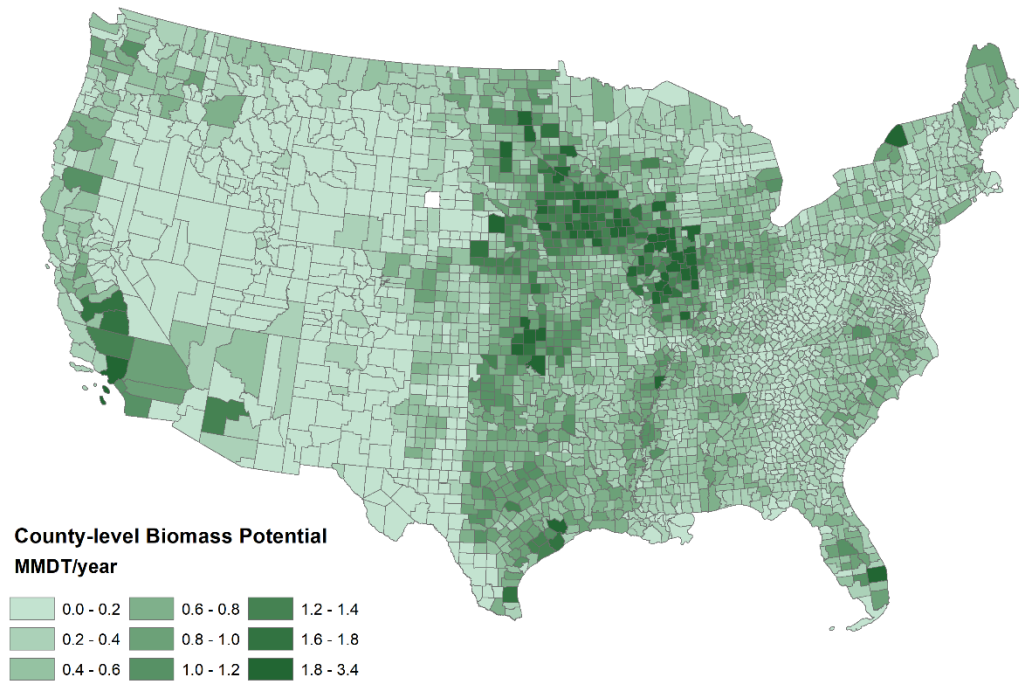 County-level Biomass Potential
MMDT/year
0.0 - 0.2 0.6 - 0.8 1.2 - 1.4
0.2 - 0.4 0.8 - 1.0 1.6 - 1.8
0.4 - 0.6 1.0 - 1.2 1.8 - 3.4